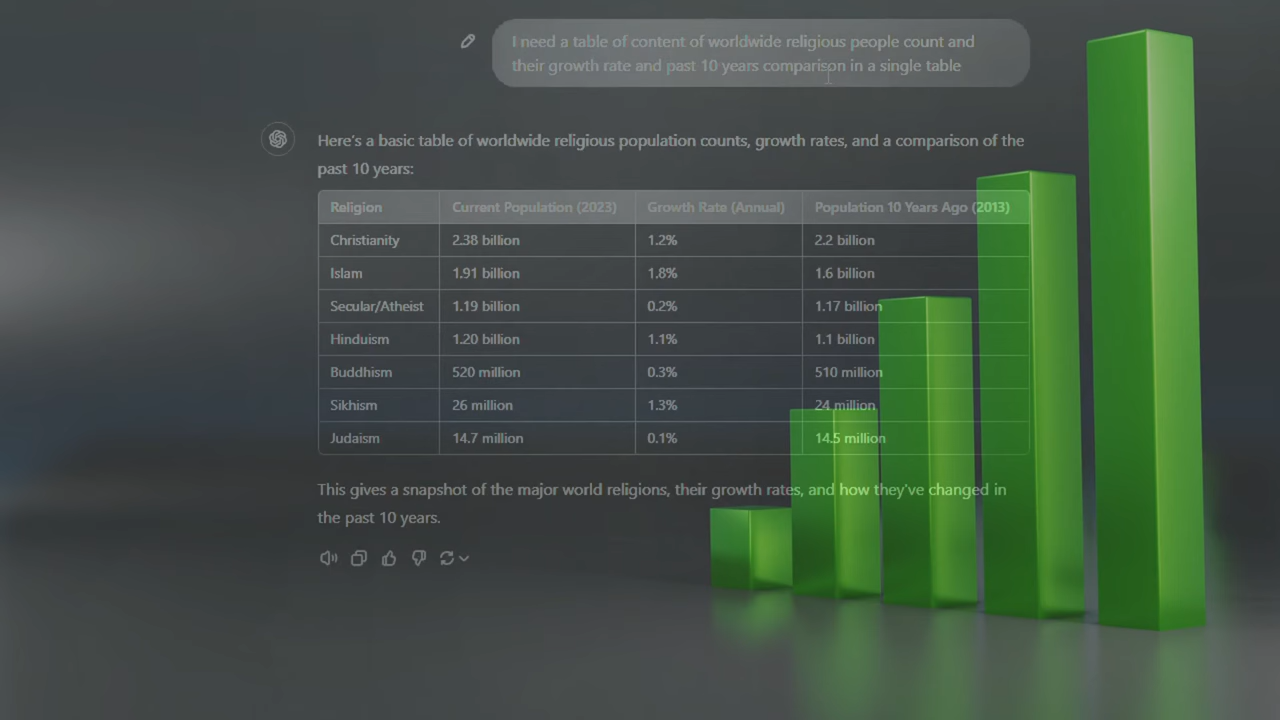 I need a table of content of worldwide religious people count and
their growth rate and past 10 years comparison in a single table
Here's a basic table of worldwide religious population counts, growth rates, and a comparison of the
past 10 years:
Religion Current Population (2023) Growth Rate (Annual) Population 10 Years Ago (2013)
Christianity 2.38 billion 1.2% 2.2 billion
Islam 1.91 billion 1.8% 1.6 billion
Secular/Atheist 1.19 billion 0.2% 1.17 billion
Hinduism 1.20 billion 1.1% 1.1 billion
Buddhism 520 million 0.3% 510 million
Sikhism 26 million 1.3% 24 million
Judaism 14.7 million 0.1% 14.5 million
This gives a snapshot of the major world religions, their growth rates, and how they've changed in
the past 10 years.